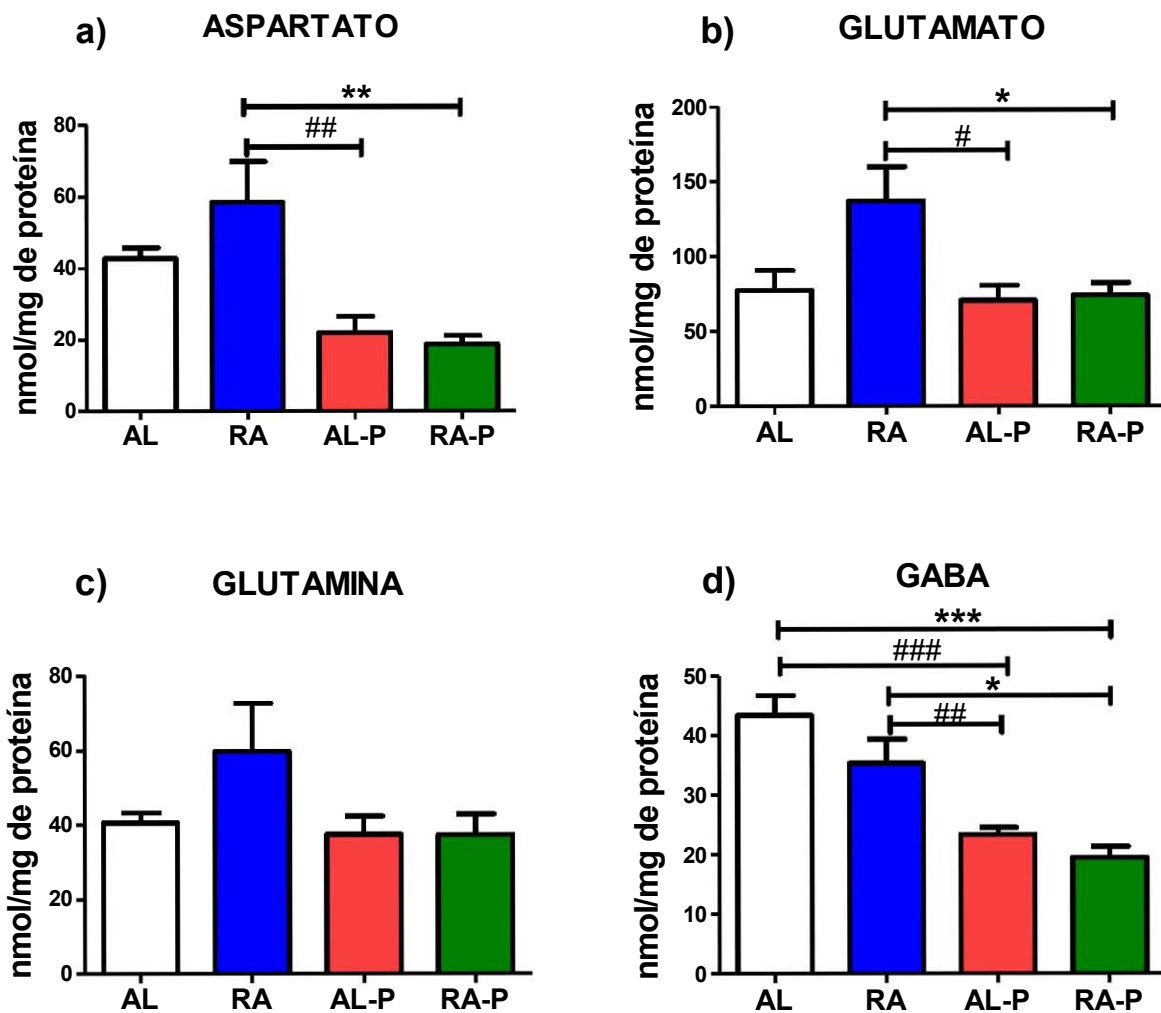 a) ASPARTATO
**
##
nmol/mg de proteína
80
60
40
20
0
AL RA AL-P RA-P
b) GLUTAMATO
*
#
nmol/mg de proteína
200
150
100
50
0
AL RA AL-P RA-P
c) GLUTAMINA
nmol/mg de proteína
80
60
40
20
0
AL RA AL-P RA-P
d) GABA
***
###
*
##
nmol/mg de proteína
50
40
30
20
10
0
AL RA AL-P RA-P